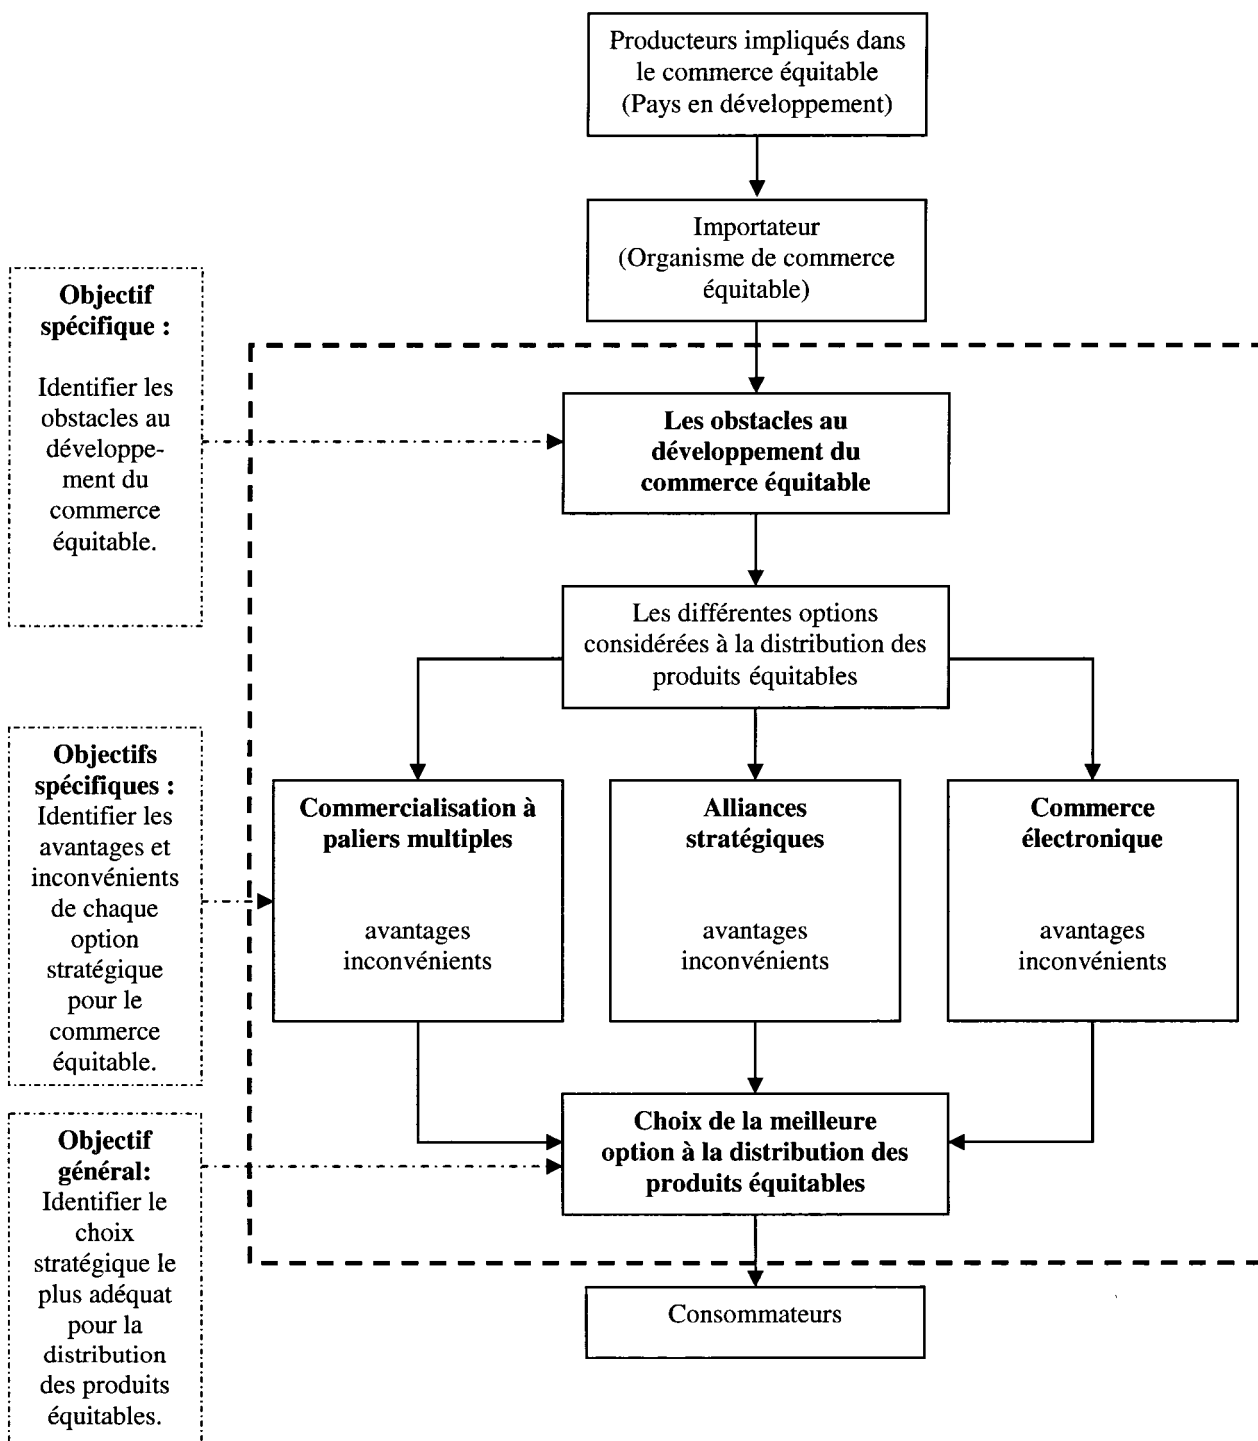 Producteurs impliqués dans
le commerce équitable
(Pays en développement)
Importateur
(Organisme de commerce
équitable)
Objectif
spécifique :
Identifier les
obstacles au
développe-
ment du
commerce
équitable.
Les obstacles au
développement du
commerce équitable
Les différentes options
considérées à la distribution des
produits équitables
Objectifs
spécifiques :
Identifier les
avantages et
inconvénients
de chaque
option
stratégique
pour le
commerce
équitable.
Commercialisation à
paliers multiples
avantages
inconvénients
Alliances
stratégiques
avantages
inconvénients
Commerce
électronique
avantages
inconvénients
Objectif
général:
Identifier le
choix
stratégique le
plus adéquat
pour la
distribution
des produits
équitables.
Choix de la meilleure
option à la distribution des
produits équitables
Consommateurs